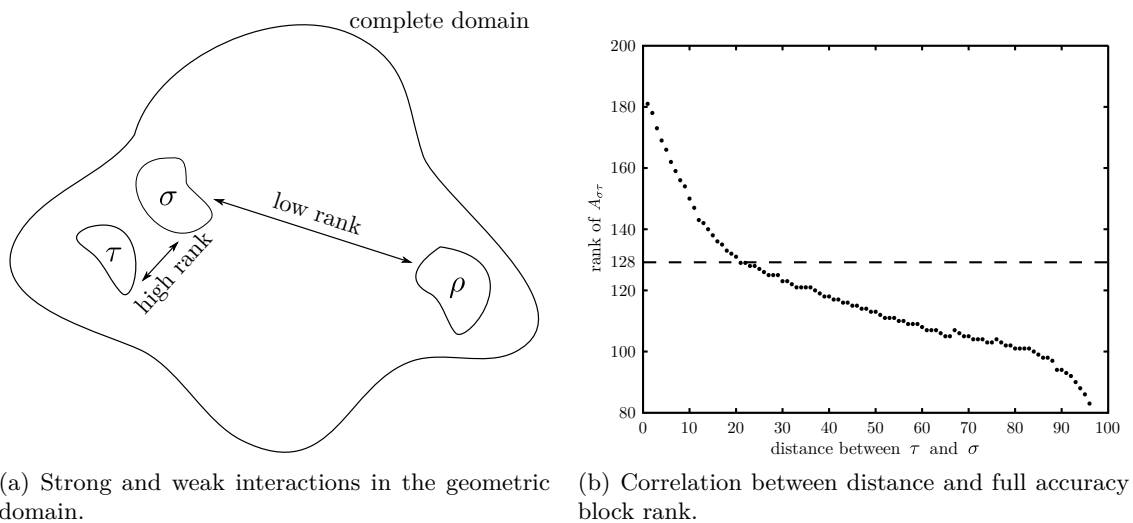 complete domain
σ
low rank
τ
high rank
ρ
200
180
160
140
128
120
100
80
rank of A_{στ}
0 10 20 30 40 50 60 70 80 90 100
distance between τ and σ
(a) Strong and weak interactions in the geometric
domain.
(b) Correlation between distance and full accuracy
block rank.